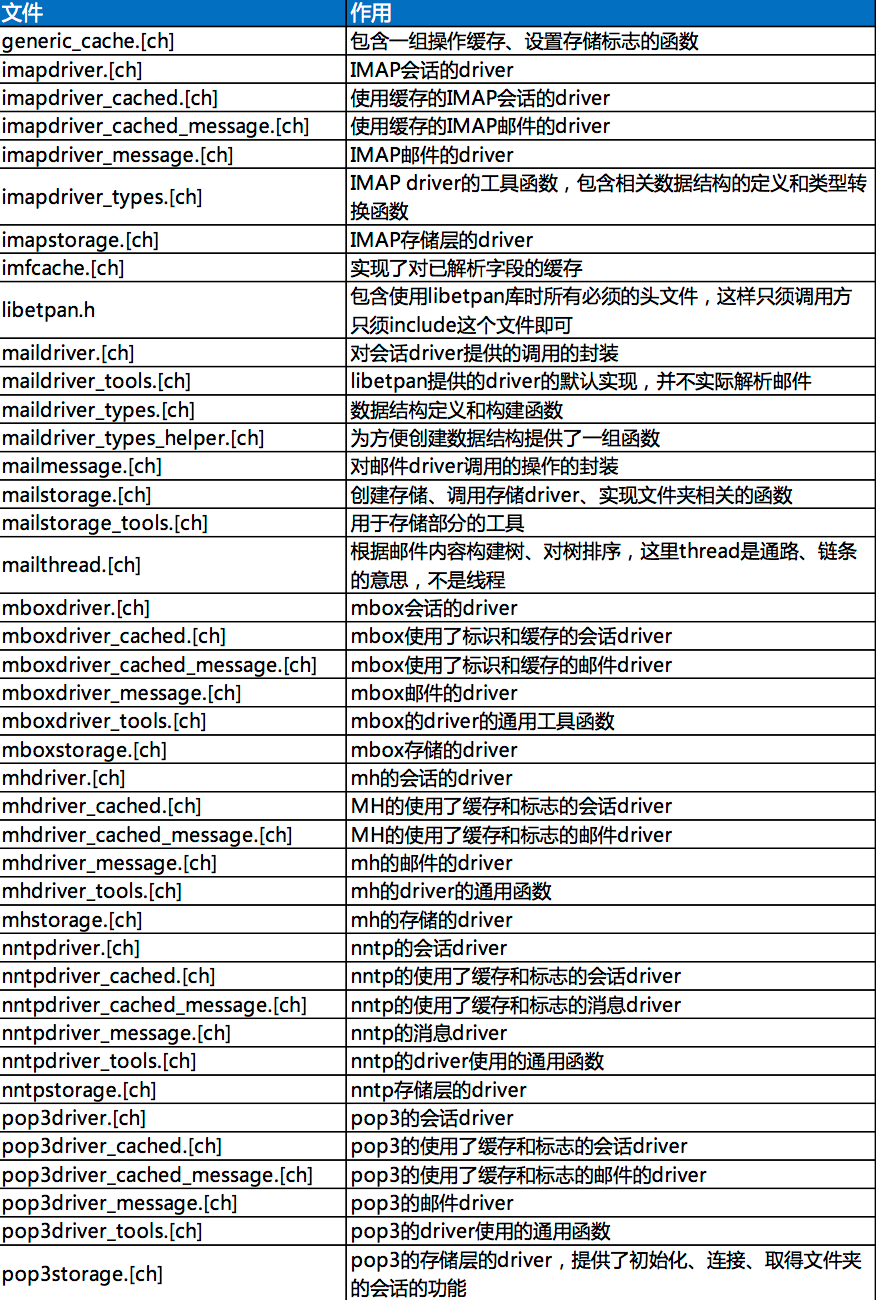 文件 作用
generic_cache.[ch] 包含一组操作缓存、设置存储标志的函数
imapdriver.[ch] IMAP会话的driver
imapdriver_cached.[ch] 使用缓存的IMAP会话的driver
imapdriver_cached_message.[ch] 使用缓存的IMAP邮件的driver
imapdriver_message.[ch] IMAP邮件的driver
imapdriver_types.[ch] IMAP driver的工具函数，包含相关数据结构的定义和类型转
换函数
imapstorage.[ch] IMAP存储层的driver
imfcache.[ch] 实现了对已解析字段的缓存
libetpan.h 包含使用libetpan库时所有必须的头文件，这样只须调用方
只须include这个文件即可
maildriver.[ch] 对会话driver提供的调用的封装
maildriver_tools.[ch] libetpan提供的driver的默认实现，并不实际解析邮件
maildriver_types.[ch] 数据结构定义和构建函数
maildriver_types_helper.[ch] 为方便创建数据结构提供了一组函数
mailmessage.[ch] 对邮件driver调用的操作的封装
mailstorage.[ch] 创建存储、调用存储driver、实现文件夹相关的函数
mailstorage_tools.[ch] 用于存储部分的工具
mailthread.[ch] 根据邮件内容构建树、对树排序，这里thread是通路、链条
的意思，不是线程
mboxdriver.[ch] mbox会话的driver
mboxdriver_cached.[ch] mbox使用了标识和缓存的会话driver
mboxdriver_cached_message.[ch] mbox使用了标识和缓存的邮件driver
mboxdriver_message.[ch] mbox邮件的driver
mboxdriver_tools.[ch] mbox的driver的通用工具函数
mboxstorage.[ch] mbox存储的driver
mhdriver.[ch] mh的会话的driver
mhdriver_cached.[ch] MH的使用了缓存和标志的会话driver
mhdriver_cached_message.[ch] MH的使用了缓存和标志的邮件driver
mhdriver_message.[ch] mh的邮件的driver
mhdriver_tools.[ch] mh的driver的通用函数
mhstorage.[ch] mh的存储的driver
nntpdriver.[ch] nntp的会话driver
nntpdriver_cached.[ch] nntp的使用了缓存和标志的会话driver
nntpdriver_cached_message.[ch] nntp的使用了缓存和标志的消息driver
nntpdriver_message.[ch] nntp的消息driver
nntpdriver_tools.[ch] nntp的driver使用的通用函数
nntpstorage.[ch] nntp存储层的driver
pop3driver.[ch] pop3的会话driver
pop3driver_cached.[ch] pop3的使用了缓存和标志的会话driver
pop3driver_cached_message.[ch] pop3的使用了缓存和标志的邮件的driver
pop3driver_message.[ch] pop3的邮件driver
pop3driver_tools.[ch] pop3的driver使用的通用函数
pop3storage.[ch] pop3的存储层的driver，提供了初始化、连接、取得文件夹
的会话的功能